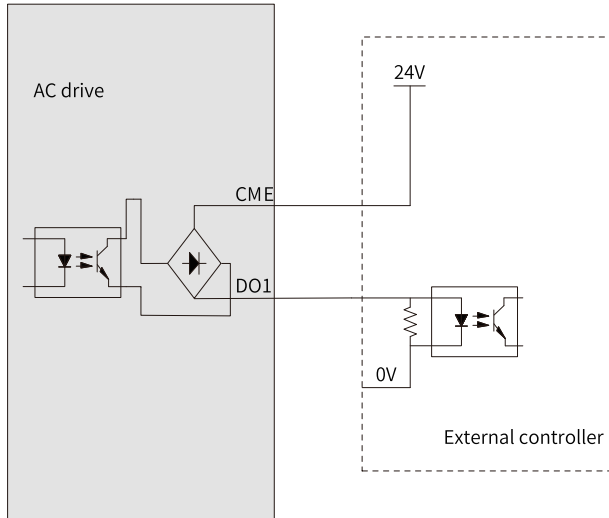 24V
AC drive
CME
DO1
0V
External controller